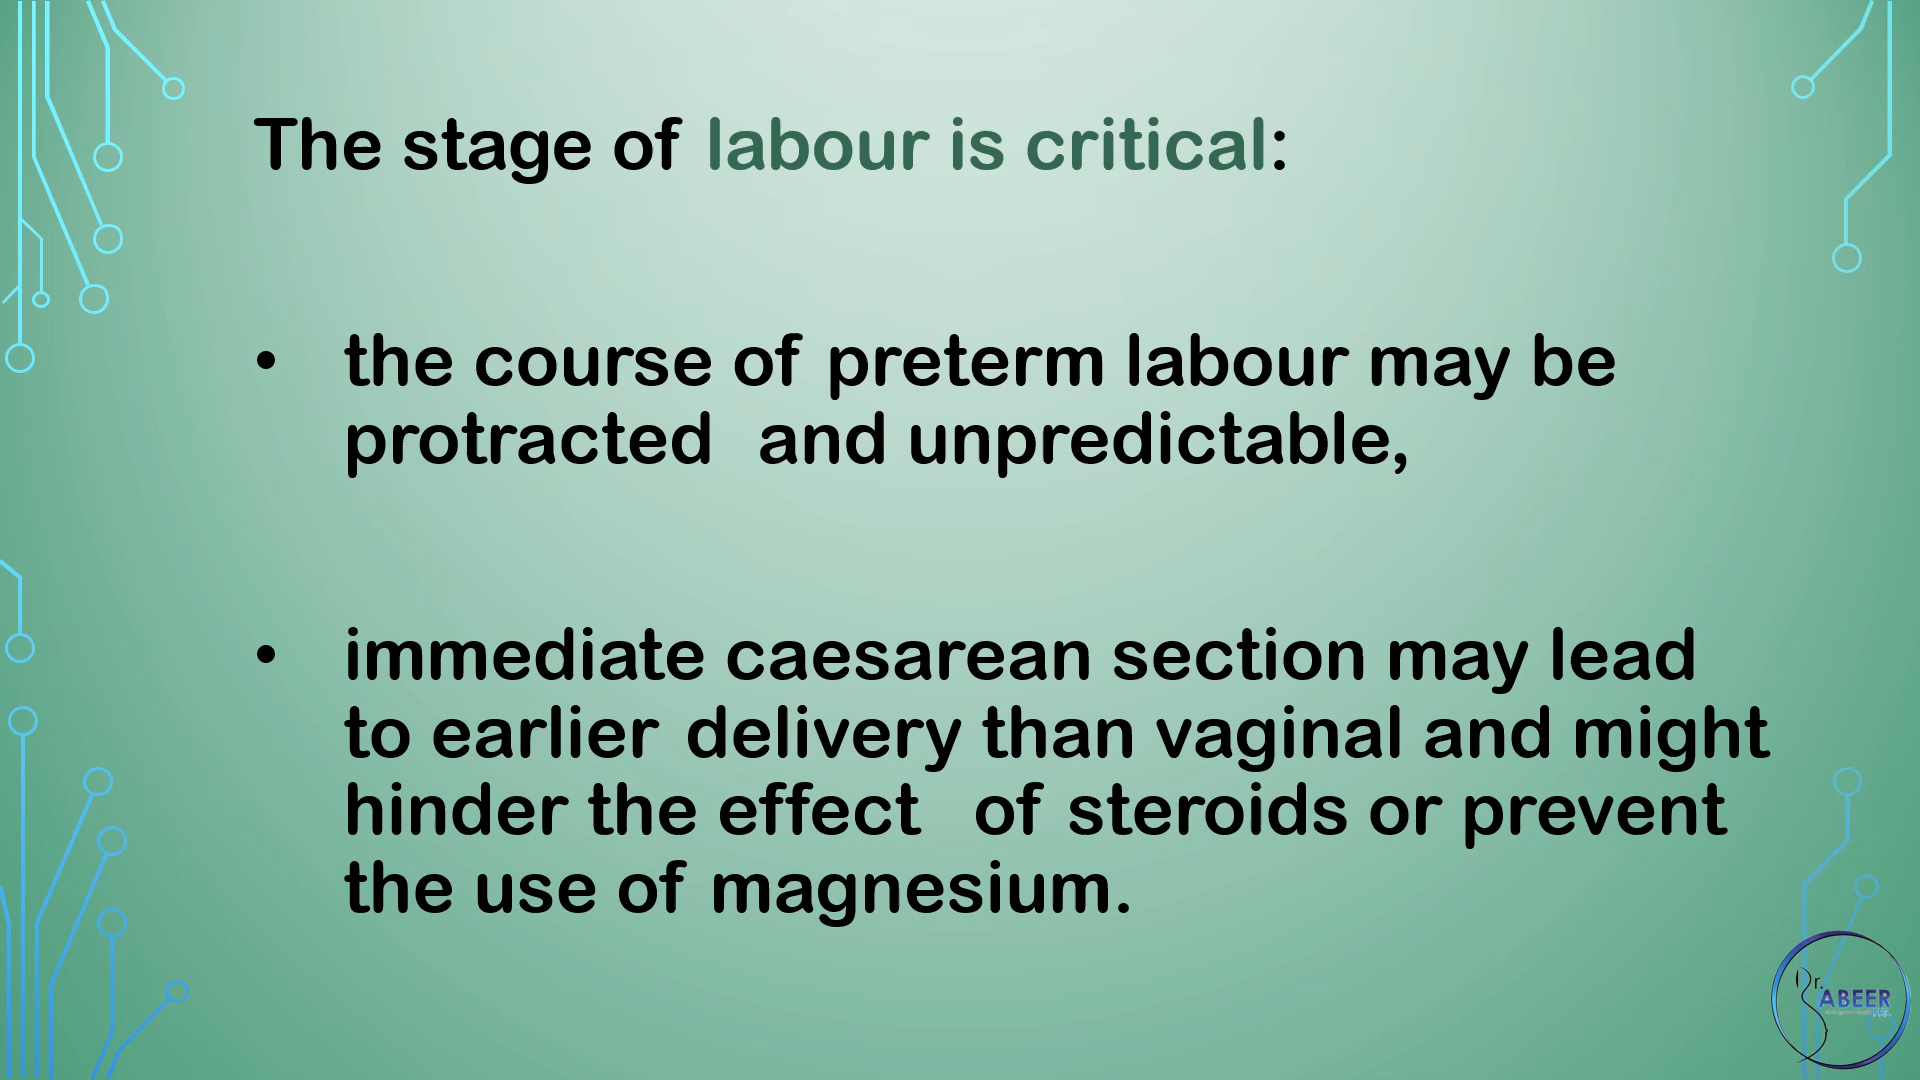 The stage of labour is critical:
• the course of preterm labour may be
protracted and unpredictable,
• immediate caesarean section may lead
to earlier delivery than vaginal and might
hinder the effect of steroids or prevent
the use of magnesium.
Dr.
ABEER